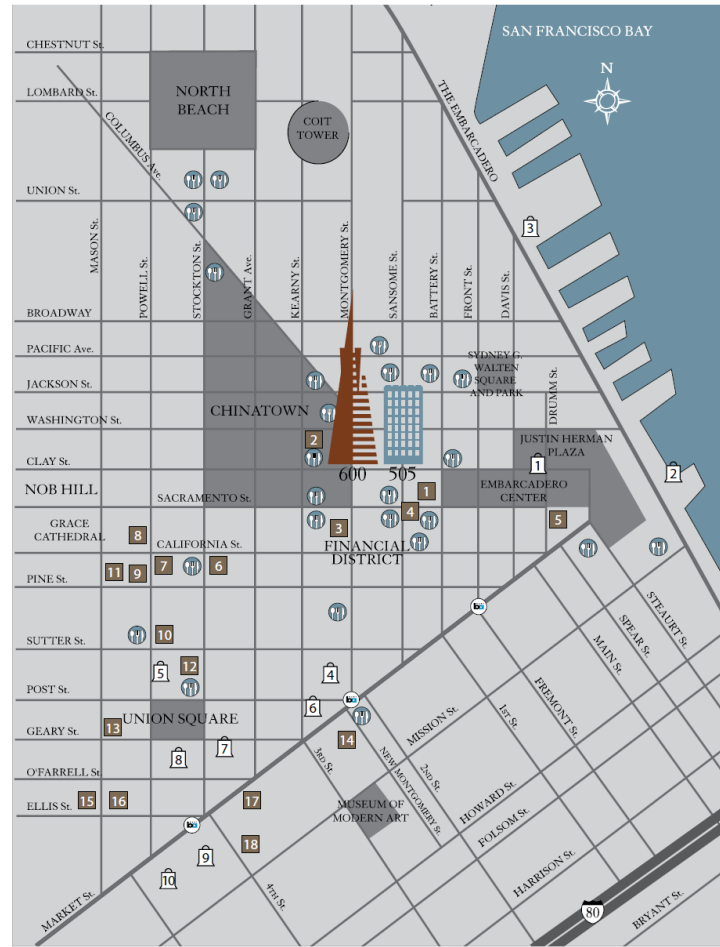 SAN FRANCISCO BAY
CHESTNUT St.
N
LOMBARD St.
NORTH
BEACH
THE EMBARCADERO
COIT
TOWER
COLUMBUS Ave.
UNION St.
3
MASON St.
POWELL St.
STOCKTON St.
GRANT Ave.
KEARNY St.
MONTGOMERY St.
SANSOME St.
BATTERY St.
FRONT St.
DAVIS St.
BROADWAY
PACIFIC Ave.
SYDNEY G.
WALTEN
SQUARE
AND PARK
JACKSON St.
DRUMM St.
CHINATOWN
WASHINGTON St.
2
JUSTIN HERMAN
PLAZA
CLAY St.
1
2
600
505
NOB HILL
EMBARCADERO
CENTER
1
SACRAMENTO St.
4
5
GRACE
CATHEDRAL
8
3
CALIFORNIA St.
FINANCIAL
DISTRICT
11
9
7
6
PINE St.
STEAURT St.
SPEAR St.
MAIN St.
SUTTER St.
10
12
5
4
FREMONT St.
POST St.
6
1ST St.
UNION SQUARE
13
GEARY St.
MISSION St.
14
7
8
3RD St.
NEW MONTGOMERY St.
2ND St.
O'FARRELL St.
15
16
17
ELLIS St.
MUSEUM OF
MODERN ART
HOWARD St.
FOLSOM St.
18
9
10
HARRISON St.
4TH St.
MARKET St.
80
BRYANT St.